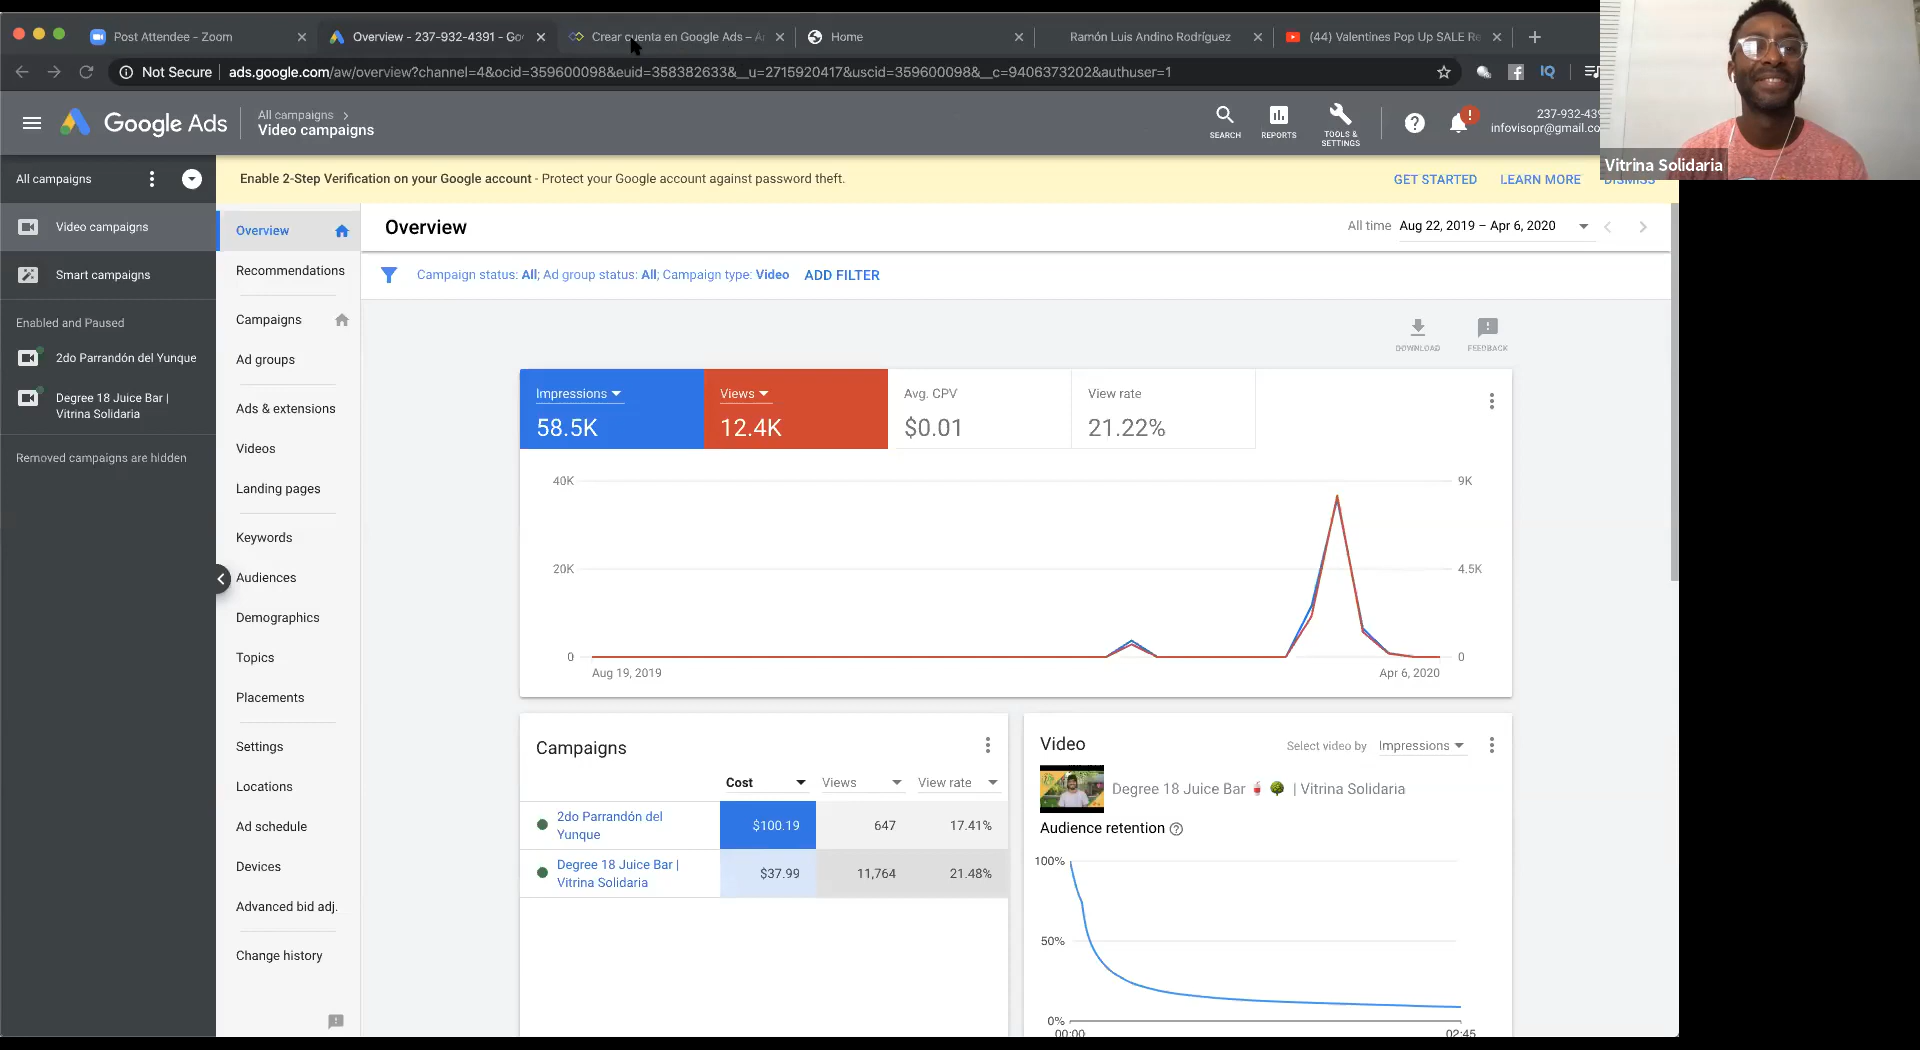 Post Attendee - Zoom
Overview - 237-932-4391 - Go
Crear cuenta en Google Ads – A
Home
Ramón Luis Andino Rodríguez
(44) Valentines Pop Up SALE Re
Not Secure
ads.google.com/aw/overview?channel=4&ocid=359600098&euid=358382633&__u=2715920417&uscid=359600098&__c=9406373202&authuser=1
IQ
Google Ads
All campaigns
Video campaigns
SEARCH
REPORTS
TOOLS & SETTINGS
237-932-439
infovisopr@gmail.co
Vitrina Solidaria
All campaigns
Video campaigns
Smart campaigns
Enabled and Paused
2do Parrandón del Yunque
Degree 18 Juice Bar |
Vitrina Solidaria
Removed campaigns are hidden
Enable 2-Step Verification on your Google account - Protect your Google account against password theft.
GET STARTED
LEARN MORE
DISMISS
Overview
Recommendations
Campaigns
Ad groups
Ads & extensions
Videos
Landing pages
Keywords
Audiences
Demographics
Topics
Placements
Settings
Locations
Ad schedule
Devices
Advanced bid adj.
Change history
Overview
All time Aug 22, 2019 – Apr 6, 2020
Campaign status: All; Ad group status: All; Campaign type: Video
ADD FILTER
DOWNLOAD
FEEDBACK
Impressions
58.5K
Views
12.4K
Avg. CPV
$0.01
View rate
21.22%
40K
9K
20K
4.5K
0
0
Aug 19, 2019
Apr 6, 2020
Campaigns
Cost Views View rate
2do Parrandón del
Yunque
$100.19 647 17.41%
Degree 18 Juice Bar |
Vitrina Solidaria
$37.99 11,764 21.48%
Video
Select video by Impressions
Degree 18 Juice Bar | Vitrina Solidaria
Audience retention
100%
50%
0%
00:00
02:45